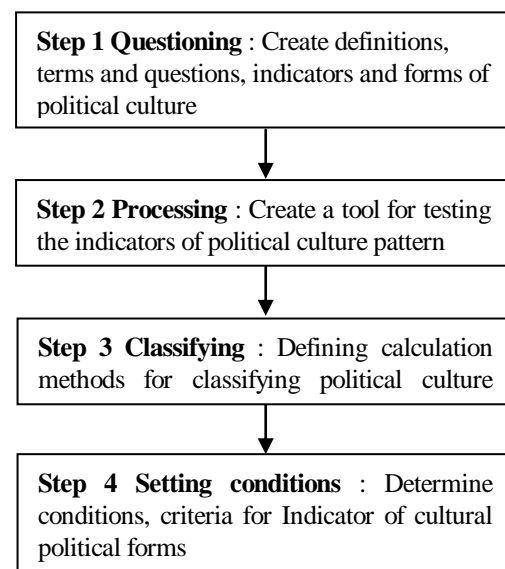 Step 1 Questioning : Create definitions,
terms and questions, indicators and forms of
political culture
Step 2 Processing : Create a tool for testing
the indicators of political culture pattern
Step 3 Classifying : Defining calculation
methods for classifying political culture
Step 4 Setting conditions : Determine
conditions, criteria for Indicator of cultural
political forms